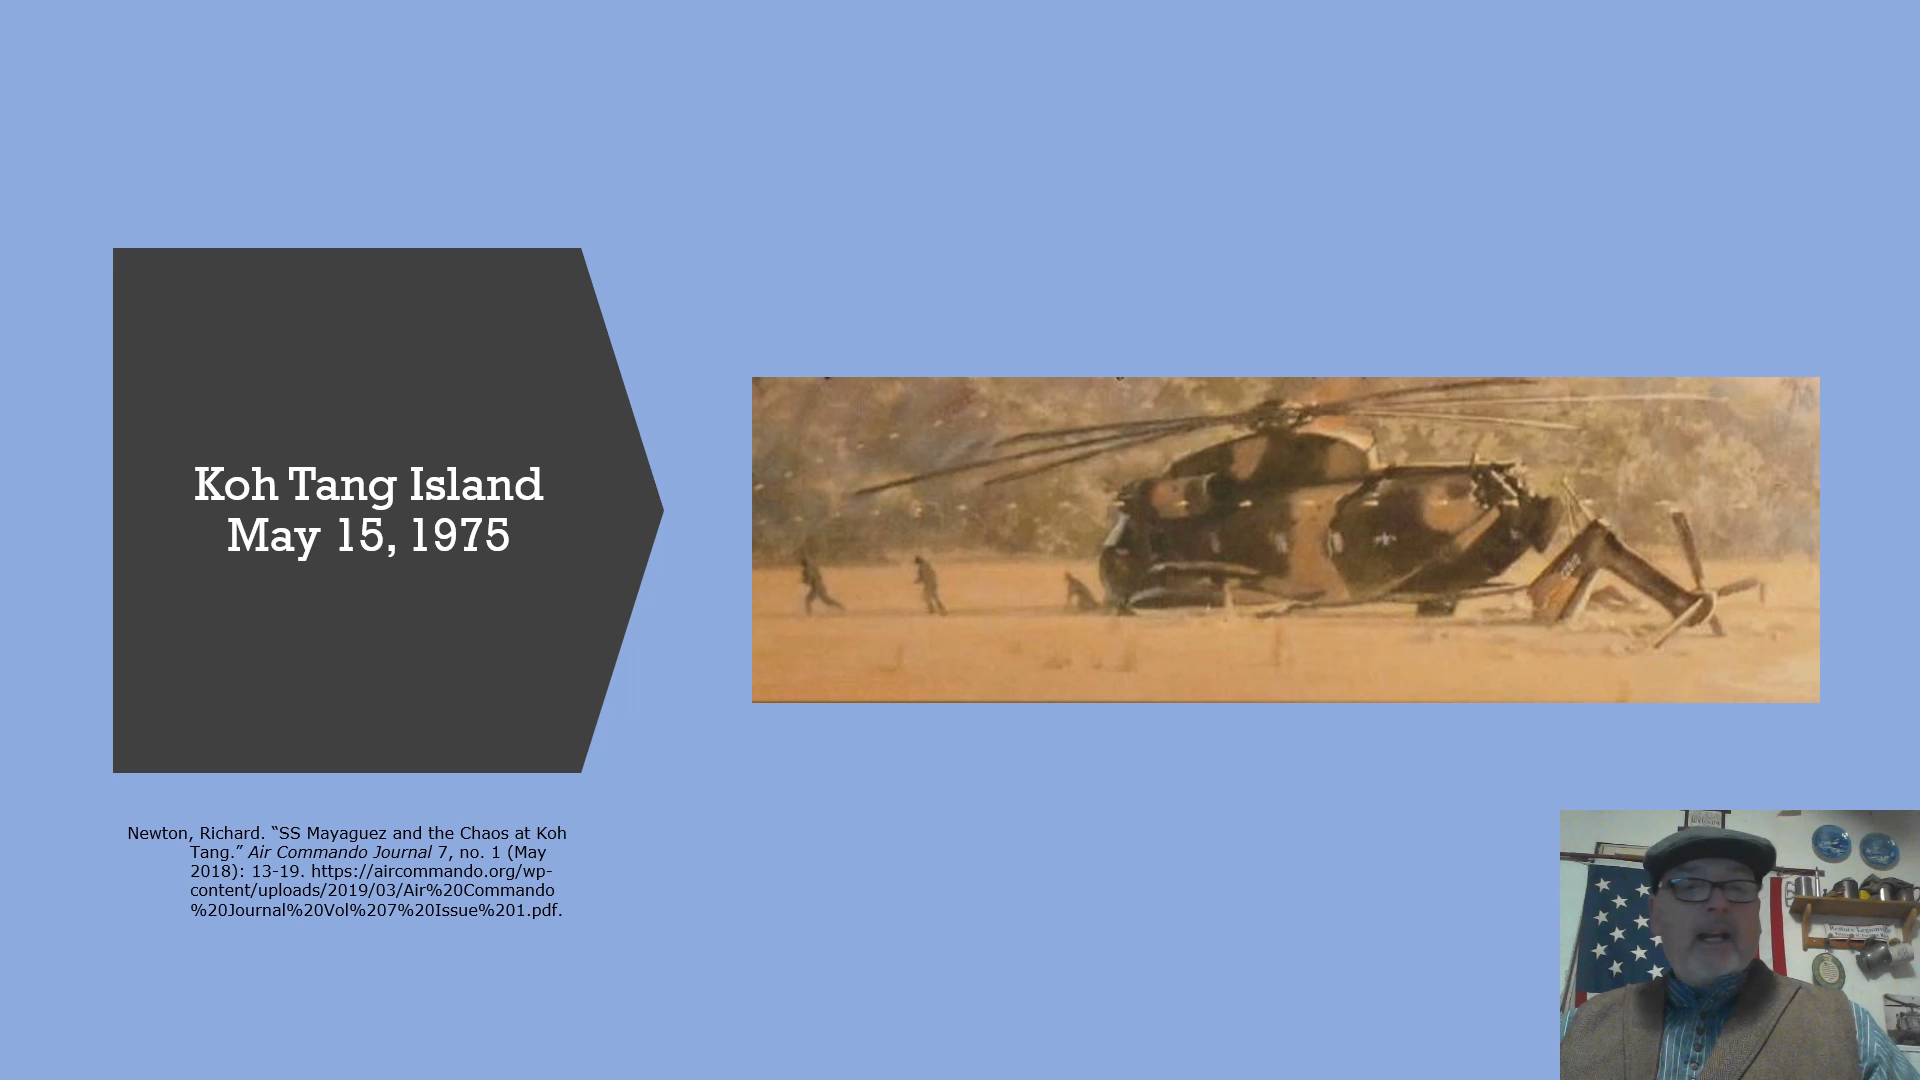 Koh Tang Island
May 15, 1975
Newton, Richard. “SS Mayaguez and the Chaos at Koh
Tang.” Air Commando Journal 7, no. 1 (May
2018): 13-19. https://aircommando.org/wp-
content/uploads/2019/03/Air%20Commando
%20Journal%20Vol%207%20Issue%201.pdf.